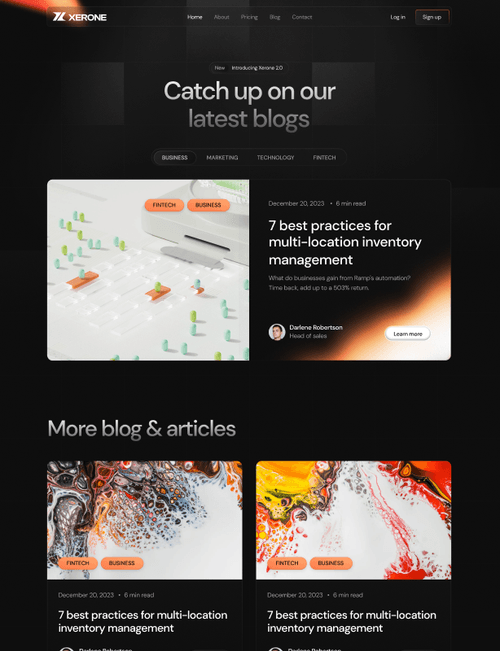 XERONE
Home About Pricing Blog Contact
Log in
Sign up
New Introducing Xerone 2.0
Catch up on our
latest blogs
BUSINESS MARKETING TECHNOLOGY FINTECH
FINTECH BUSINESS
December 20, 2023 • 6 min read
7 best practices for
multi-location inventory
management
What do businesses gain from Ramp's automation?
Time back, add up to a 503% return.
Darlene Robertson
Head of sales
Learn more
More blog & articles
FINTECH BUSINESS
December 20, 2023 • 6 min read
7 best practices for multi-location
inventory management
Darlene Robertson
FINTECH BUSINESS
December 20, 2023 • 6 min read
7 best practices for multi-location
inventory management
Darlene Robertson